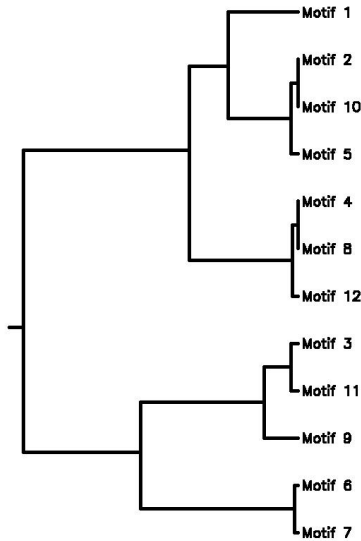 Motif 1
Motif 2
Motif 10
Motif 5
Motif 4
Motif 8
Motif 12
Motif 3
Motif 11
Motif 9
Motif 6
Motif 7